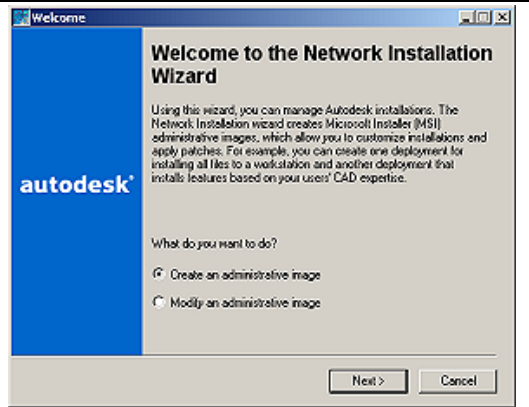 Welcome
Welcome to the Network Installation
Wizard
Using this wizard, you can manage Autodesk installations. The
Network Installation wizard creates Microsoft Installer (MSI)
administrative images, which allow you to customize installations and
apply patches. For example, you can create one deployment for
installing all files to a workstation and another deployment that
installs features based on your users' CAD expertise.
autodesk®
What do you want to do?
Create an administrative image
Modify an administrative image
Next >
Cancel